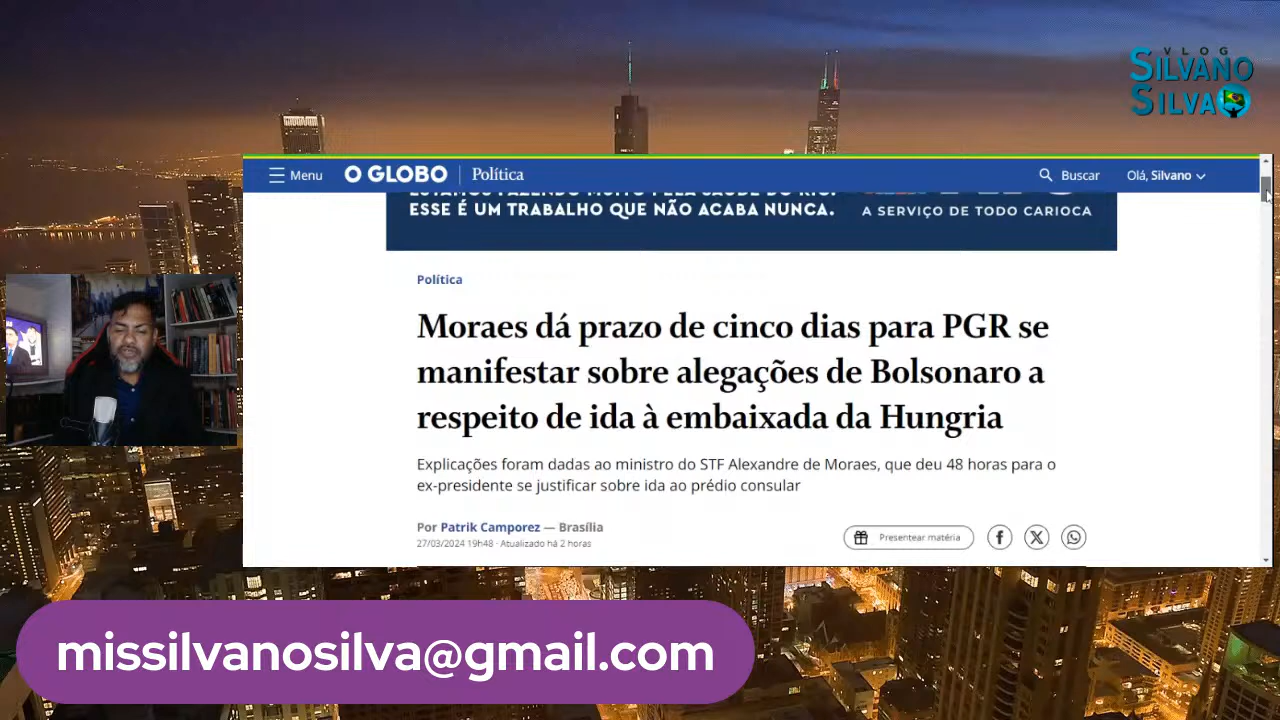 VLOG
SILVANO
SILVA
Menu
O GLOBO
Política
Buscar
Olá, Silvano
ESSE É UM TRABALHO QUE NÃO ACABA NUNCA.
A SERVIÇO DE TODO CARIOCA
Política
Moraes dá prazo de cinco dias para PGR se
manifestar sobre alegações de Bolsonaro a
respeito de ida à embaixada da Hungria
Explicações foram dadas ao ministro do STF Alexandre de Moraes, que deu 48 horas para o
ex-presidente se justificar sobre ida ao prédio consular
Por Patrik Camporez — Brasília
27/03/2024 19h48 · Atualizado há 2 horas
Presentear matéria
missilvanosilva@gmail.com